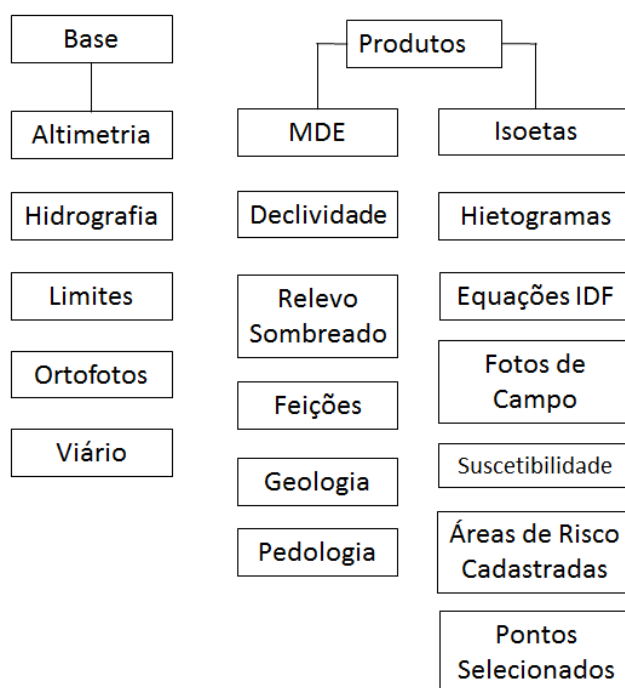 Base
Altimetria
Hidrografia
Limites
Ortofotos
Viário
Produtos
MDE
Declividade
Relevo
Sombreado
Feições
Geologia
Pedologia
Isoetas
Hietogramas
Equações IDF
Fotos de
Campo
Suscetibilidade
Áreas de Risco
Cadastradas
Pontos
Selecionados